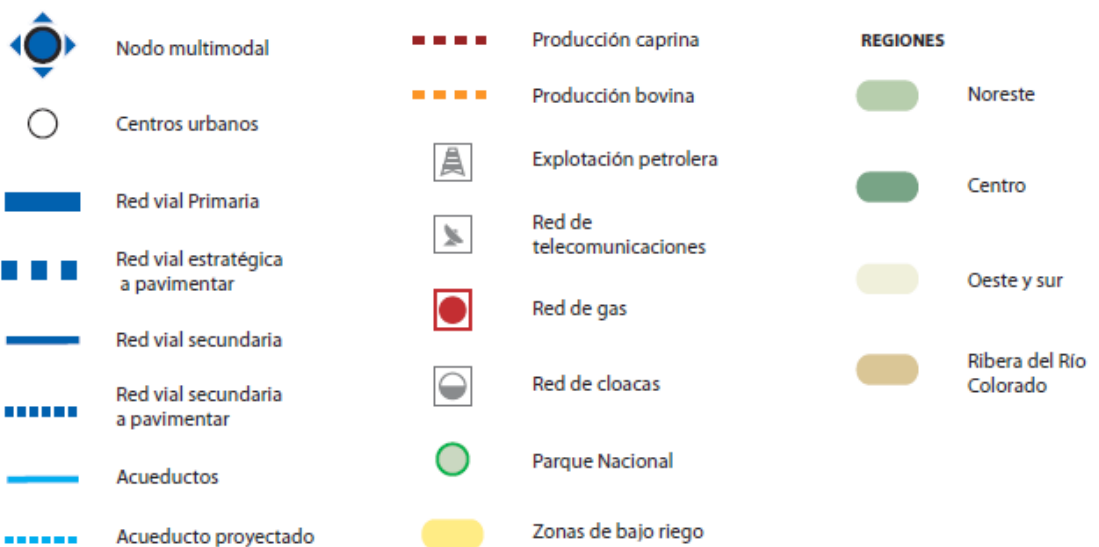 Nodo multimodal
Centros urbanos
Red vial Primaria
Red vial estratégica
a pavimentar
Red vial secundaria
Red vial secundaria
a pavimentar
Acueductos
Acueducto proyectado
Producción caprina
Producción bovina
Explotación petrolera
Red de
telecomunicaciones
Red de gas
Red de cloacas
Parque Nacional
Zonas de bajo riego
REGIONES
Noreste
Centro
Oeste y sur
Ribera del Río
Colorado